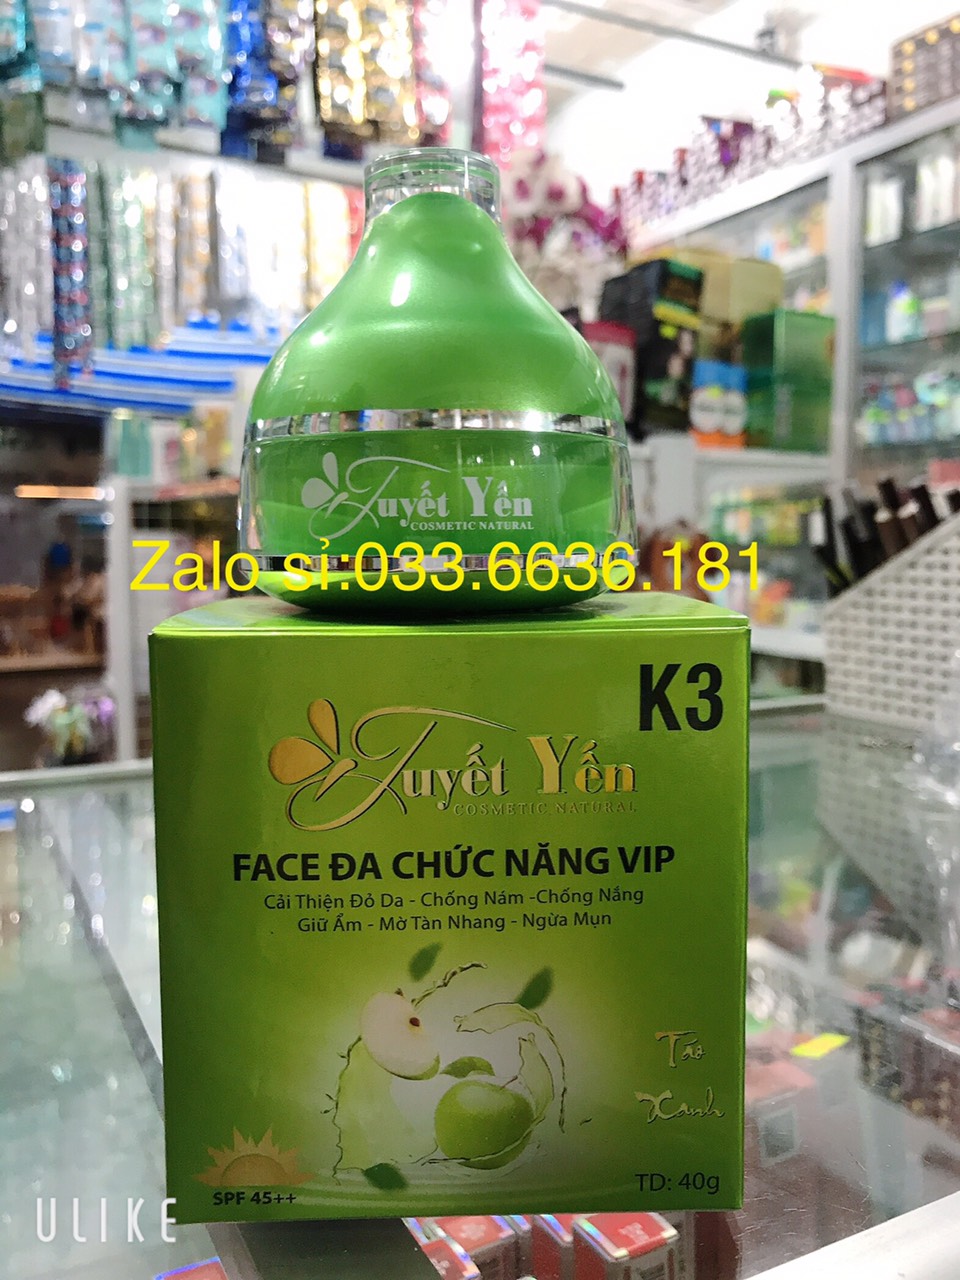 Tuyết Yến
COSMETIC NATURAL
Zalo sỉ:033.6636.181
K3
Tuyết Yến
COSMETIC NATURAL
FACE ĐA CHỨC NĂNG VIP
Cải Thiện Đỏ Da - Chống Nám -Chống Nắng
Giữ Ẩm - Mờ Tàn Nhang - Ngừa Mụn
Táo
Xanh
SPF 45++
TD: 40g
ULIKE